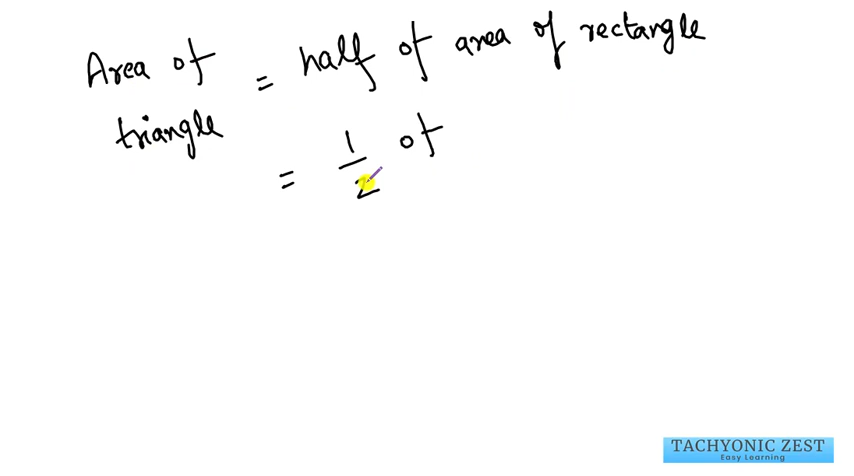 Area of = half of area of rectangle
triangle
= 1/2 of
TACHYONIC ZEST
Easy Learning